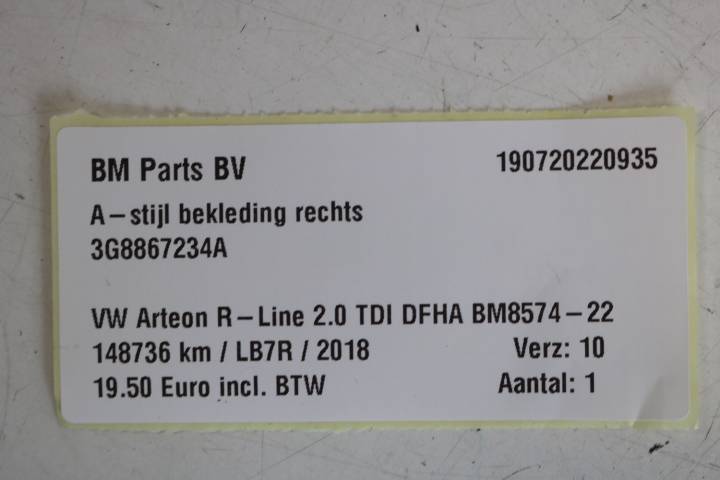 BM Parts BV 190720220935
A-stijl bekleding rechts
3G8867234A
VW Arteon R-Line 2.0 TDI DFHA BM8574-22
148736 km / LB7R / 2018 Verz: 10
19.50 Euro incl. BTW Aantal: 1